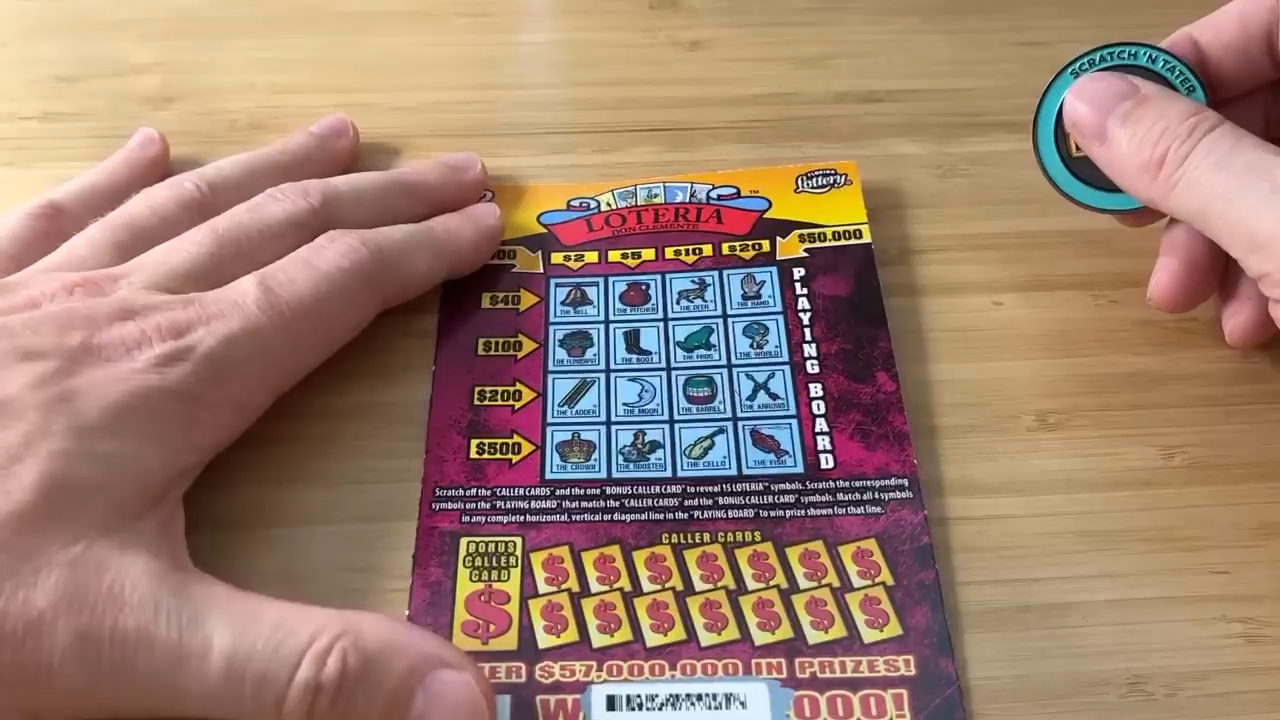 SCRATCH 'N TATER
FLORIDA
Lottery
LOTERIA™
DON CLEMENTE
$50,000
$2 $5 $10 $20
$40
THE BELL THE PITCHER THE DEER THE HAND
$100
THE FLOWERPOT THE BOOT THE FROG THE WORLD
$200
THE LADDER THE MOON THE BARREL THE ARROWS
$500
THE CROWN THE ROOSTER THE CELLO THE FISH
PLAYING BOARD
Scratch off the "CALLER CARDS" and the one "BONUS CALLER CARD" to reveal 15 LOTERIA™ symbols. Scratch the corresponding
symbols on the "PLAYING BOARD" that match the "CALLER CARDS" and the "BONUS CALLER CARD" symbols. Match all 4 symbols
in any complete horizontal, vertical or diagonal line in the "PLAYING BOARD" to win prize shown for that line.
BONUS
CALLER
CARD
$
CALLER CARDS
$ $ $ $ $ $ $
$ $ $ $ $ $ $
$57,000,000 IN PRIZES!
000!